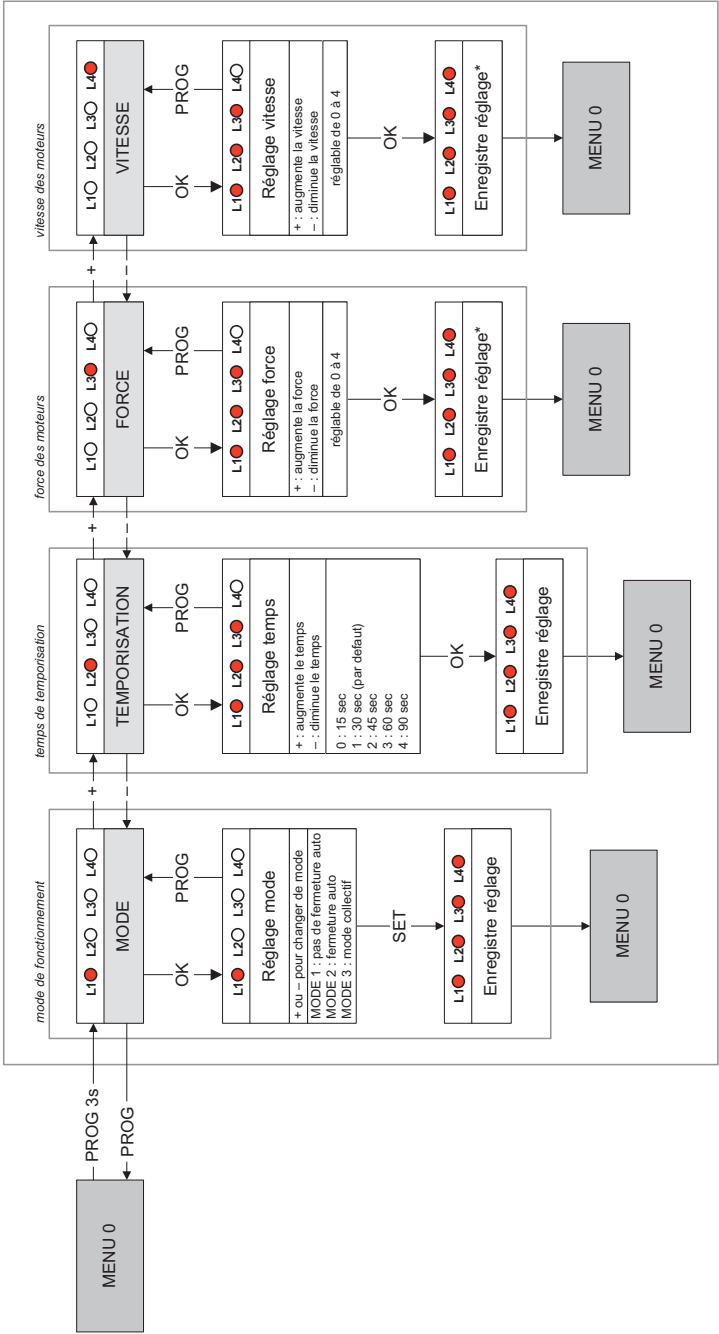 MENU 0
PROG 3s
PROG
mode de fonctionnement
L1 L2 L3 L4
MODE
OK
PROG
L1 L2 L3 L4
Réglage mode
+ ou – pour changer de mode
MODE 1 : pas de fermeture auto
MODE 2 : fermeture auto
MODE 3 : mode collectif
SET
L1 L2 L3 L4
Enregistre réglage
MENU 0
+
–
temps de temporisation
L1 L2 L3 L4
TEMPORISATION
OK
PROG
L1 L2 L3 L4
Réglage temps
+ : augmente le temps
– : diminue le temps
0 : 15 sec
1 : 30 sec (par defaut)
2 : 45 sec
3 : 60 sec
4 : 90 sec
OK
L1 L2 L3 L4
Enregistre réglage
MENU 0
+
–
force des moteurs
L1 L2 L3 L4
FORCE
OK
PROG
L1 L2 L3 L4
Réglage force
+ : augmente la force
– : diminue la force
réglable de 0 à 4
OK
L1 L2 L3 L4
Enregistre réglage*
MENU 0
+
–
vitesse des moteurs
L1 L2 L3 L4
VITESSE
OK
PROG
L1 L2 L3 L4
Réglage vitesse
+ : augmente la vitesse
– : diminue la vitesse
réglable de 0 à 4
OK
L1 L2 L3 L4
Enregistre réglage*
MENU 0